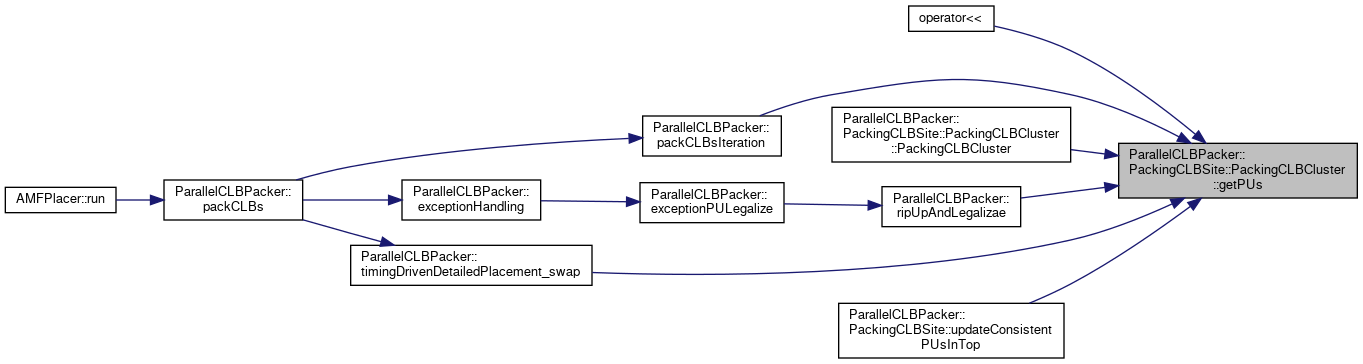 operator<<
ParallelCLBPacker::
packCLBsIteration
ParallelCLBPacker::
PackingCLBSite::PackingCLBCluster
::PackingCLBCluster
ParallelCLBPacker::
PackingCLBSite::PackingCLBCluster
::getPUs
AMFPlacer::run
ParallelCLBPacker::
packCLBs
ParallelCLBPacker::
exceptionHandling
ParallelCLBPacker::
exceptionPULegalize
ParallelCLBPacker::
ripUpAndLegalizae
ParallelCLBPacker::
timingDrivenDetailedPlacement_swap
ParallelCLBPacker::
PackingCLBSite::updateConsistent
PUsInTop